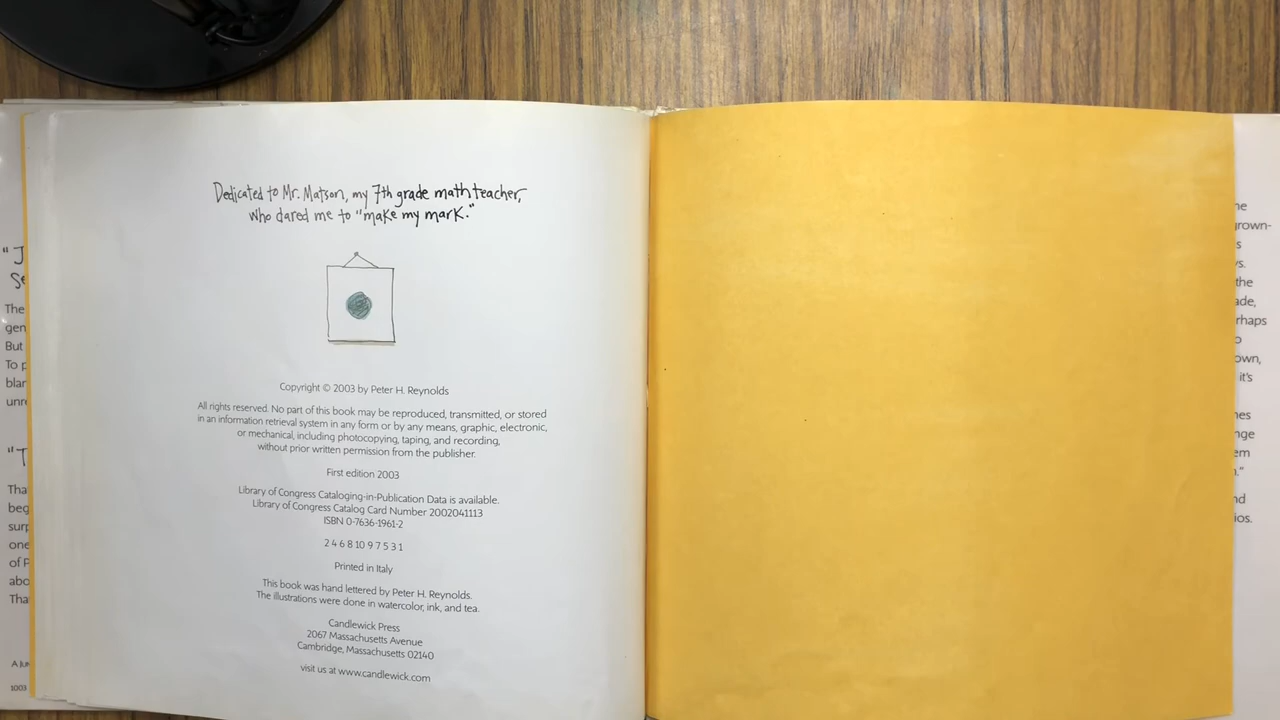 Dedicated to Mr. Matson, my 7th grade math teacher,
who dared me to "make my mark."
Copyright © 2003 by Peter H. Reynolds
All rights reserved. No part of this book may be reproduced, transmitted, or stored
in an information retrieval system in any form or by any means, graphic, electronic,
or mechanical, including photocopying, taping, and recording,
without prior written permission from the publisher.
First edition 2003
Library of Congress Cataloging-in-Publication Data is available.
Library of Congress Catalog Card Number 2002041113
ISBN 0-7636-1961-2
2 4 6 8 10 9 7 5 3 1
Printed in Italy
This book was hand lettered by Peter H. Reynolds.
The illustrations were done in watercolor, ink, and tea.
Candlewick Press
2067 Massachusetts Avenue
Cambridge, Massachusetts 02140
visit us at www.candlewick.com